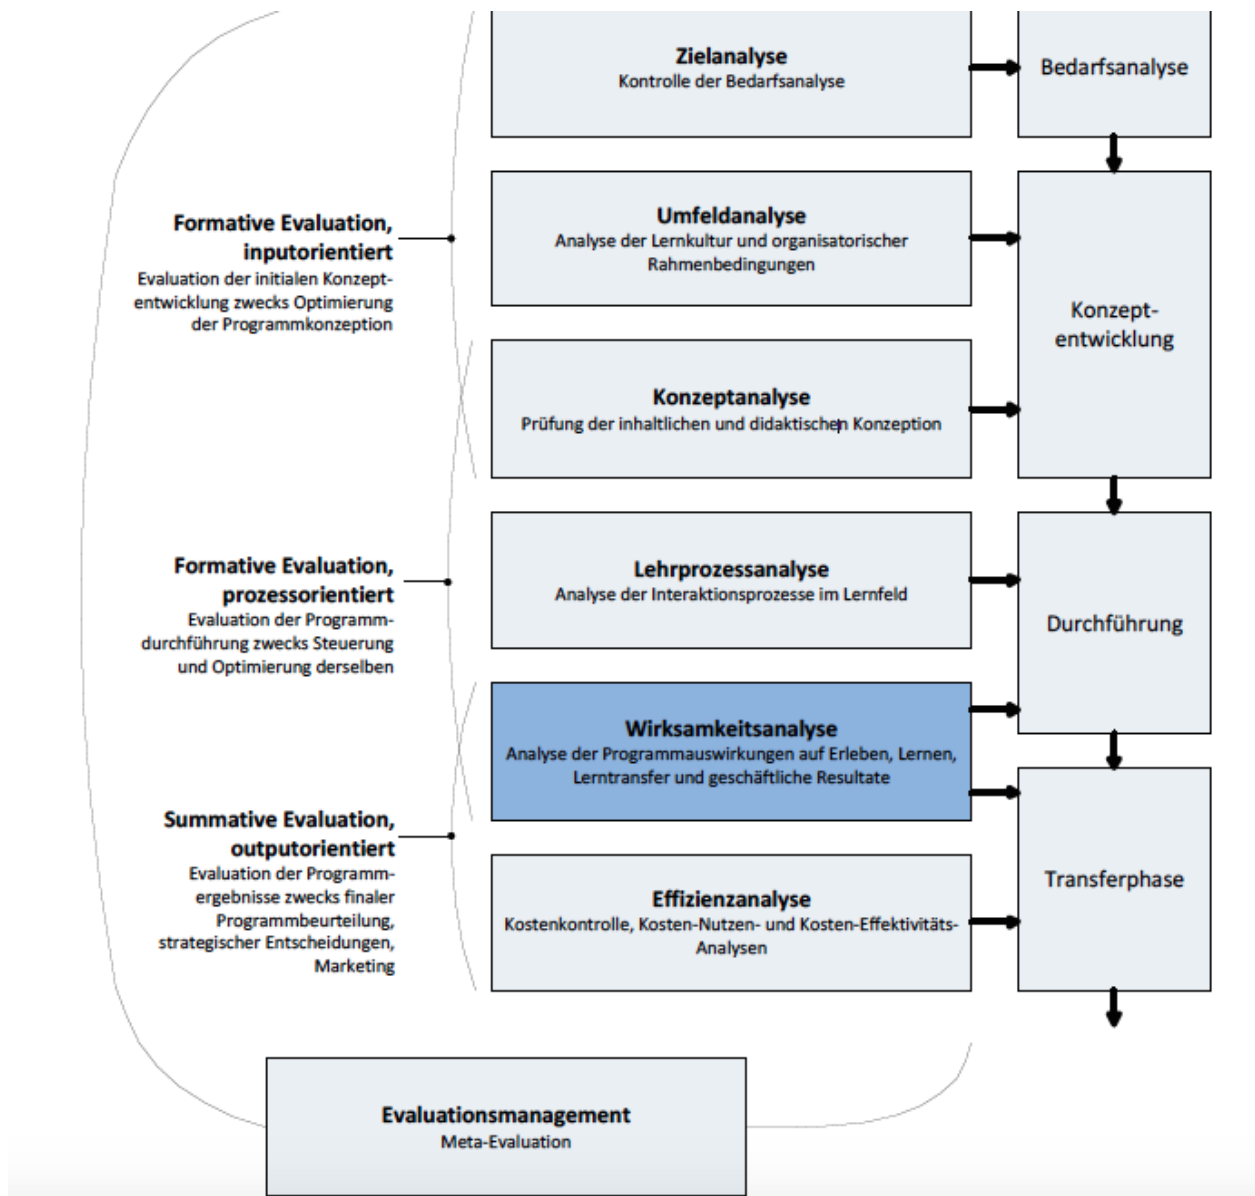 Zielanalyse
Kontrolle der Bedarfsanalyse
Bedarfsanalyse
Formative Evaluation,
inputorientiert
Evaluation der initialen Konzept-
entwicklung zwecks Optimierung
der Programmkonzeption
Umfeldanalyse
Analyse der Lernkultur und organisatorischer
Rahmenbedingungen
Konzept-
entwicklung
Konzeptanalyse
Prüfung der inhaltlichen und didaktischen Konzeption
Formative Evaluation,
prozessorientiert
Evaluation der Programm-
durchführung zwecks Steuerung
und Optimierung derselben
Lehrprozessanalyse
Analyse der Interaktionsprozesse im Lernfeld
Durchführung
Wirksamkeitsanalyse
Analyse der Programmauswirkungen auf Erleben, Lernen,
Lerntransfer und geschäftliche Resultate
Summative Evaluation,
outputorientiert
Evaluation der Programm-
ergebnisse zwecks finaler
Programmbeurteilung,
strategischer Entscheidungen,
Marketing
Effizienzanalyse
Kostenkontrolle, Kosten-Nutzen- und Kosten-Effektivitäts-
Analysen
Transferphase
Evaluationsmanagement
Meta-Evaluation